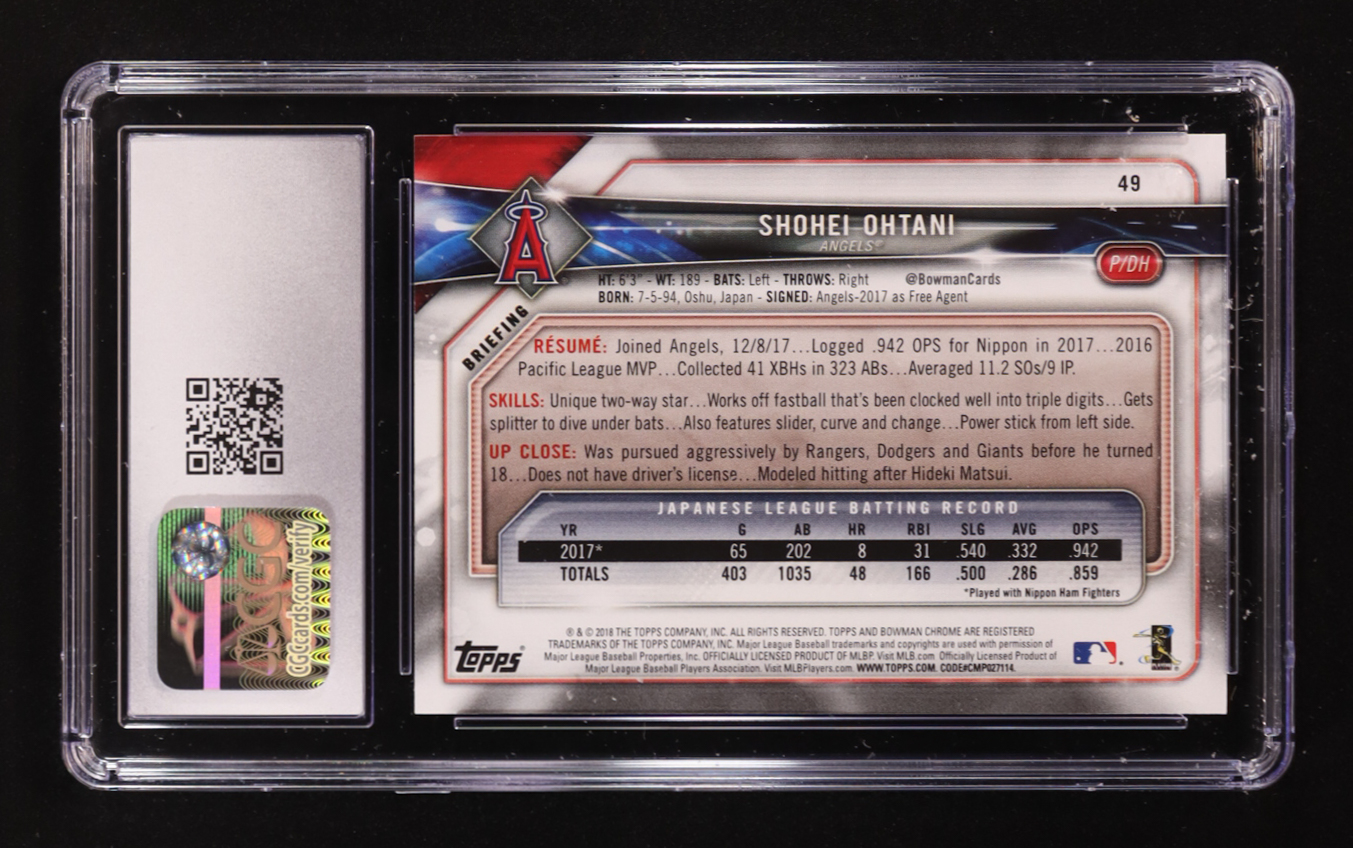 49
SHOHEI OHTANI
ANGELS®
P/DH
A
HT: 6'3" - WT: 189 - BATS: Left - THROWS: Right @BowmanCards
BORN: 7-5-94, Oshu, Japan - SIGNED: Angels-2017 as Free Agent
BRIEFING
RÉSUMÉ: Joined Angels, 12/8/17...Logged .942 OPS for Nippon in 2017...2016
Pacific League MVP...Collected 41 XBHs in 323 ABs...Averaged 11.2 SOs/9 IP.
SKILLS: Unique two-way star...Works off fastball that's been clocked well into triple digits...Gets
splitter to dive under bats...Also features slider, curve and change...Power stick from left side.
UP CLOSE: Was pursued aggressively by Rangers, Dodgers and Giants before he turned
18...Does not have driver's license...Modeled hitting after Hideki Matsui.
JAPANESE LEAGUE BATTING RECORD
YR G AB HR RBI SLG AVG OPS
2017* 65 202 8 31 .540 .332 .942
TOTALS 403 1035 48 166 .500 .286 .859
*Played with Nippon Ham Fighters
® & © 2018 THE TOPPS COMPANY, INC. ALL RIGHTS RESERVED. TOPPS AND BOWMAN CHROME ARE REGISTERED
TRADEMARKS OF THE TOPPS COMPANY, INC. Major League Baseball trademarks and copyrights are used with permission of
Major League Baseball Properties, Inc. OFFICIALLY LICENSED PRODUCT OF MLBP. Visit MLB.com Officially Licensed Product of
Major League Baseball Players Association. Visit MLBPlayers.com. WWW.TOPPS.COM. CODE#CMP027114.
TOPPS®
cgccards.com/verify